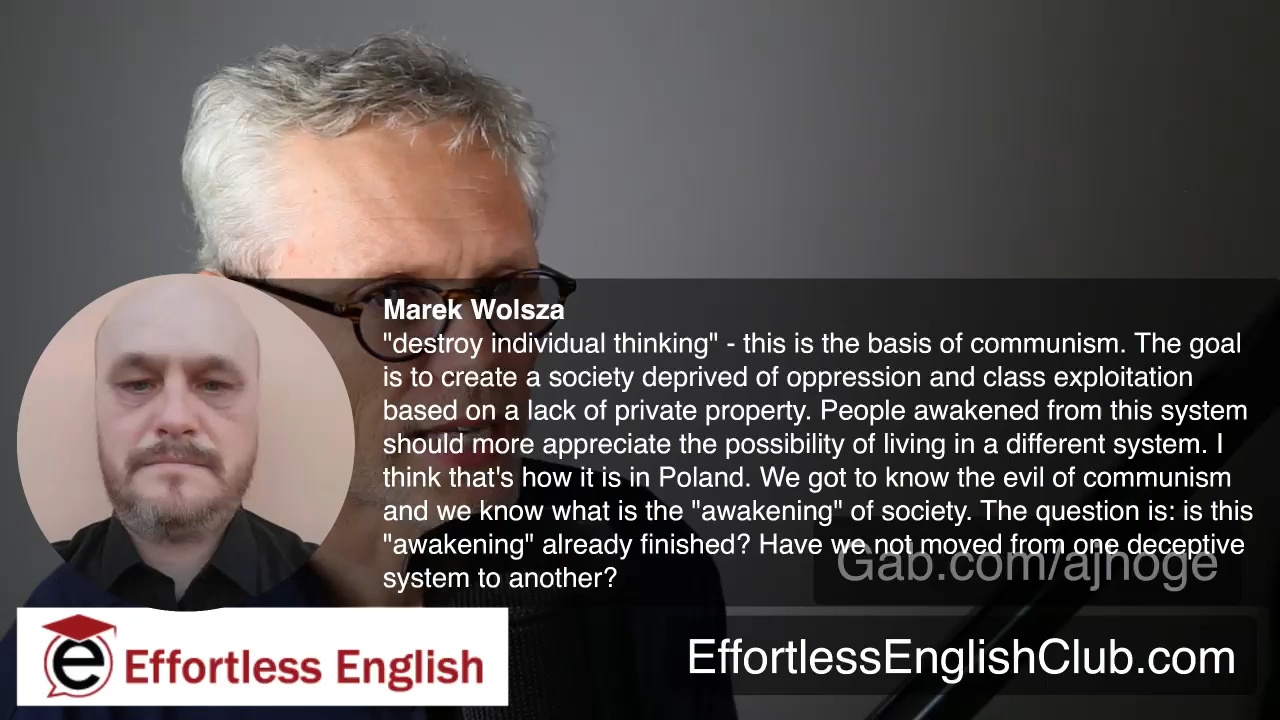 Marek Wolsza
"destroy individual thinking" - this is the basis of communism. The goal
is to create a society deprived of oppression and class exploitation
based on a lack of private property. People awakened from this system
should more appreciate the possibility of living in a different system. I
think that's how it is in Poland. We got to know the evil of communism
and we know what is the "awakening" of society. The question is: is this
"awakening" already finished? Have we not moved from one deceptive
system to another?
Gab.com/ajhoge
e Effortless English
EffortlessEnglishClub.com